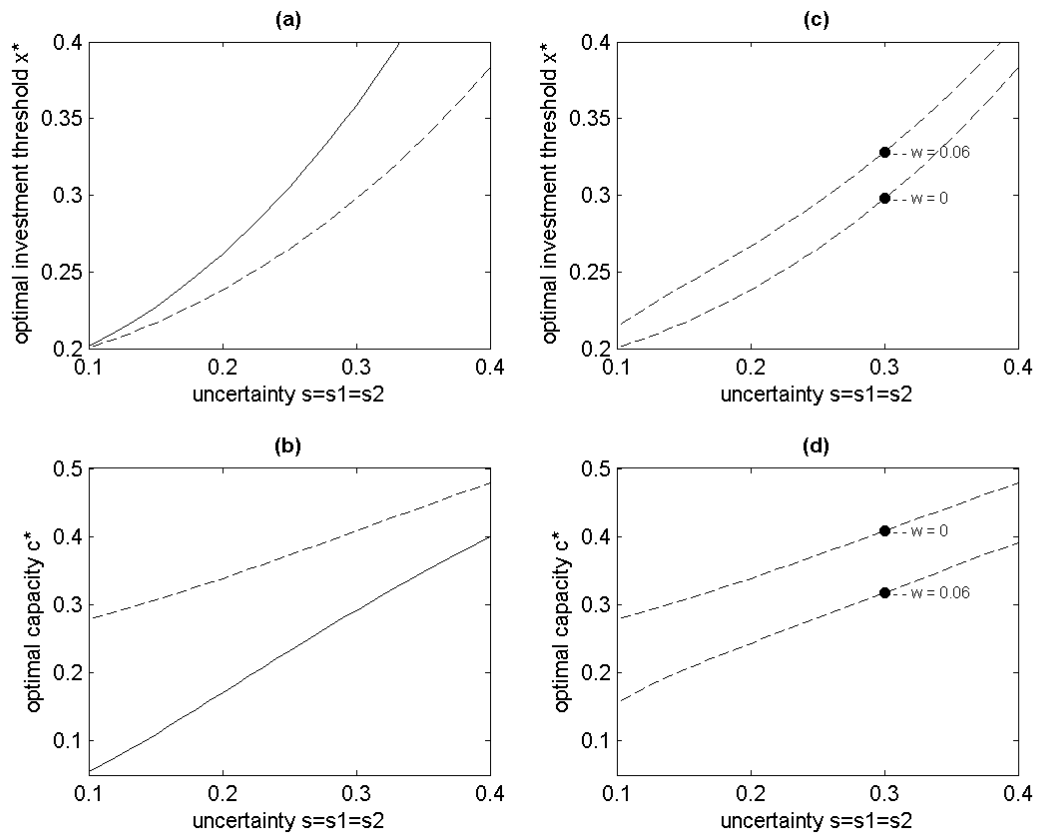 (a)
optimal investment threshold x*
0.4
0.35
0.3
0.25
0.2
0.1
0.2
0.3
0.4
uncertainty s=s1=s2
(c)
optimal investment threshold x*
0.4
0.35
0.3
0.25
0.2
w = 0.06
w = 0
0.1
0.2
0.3
0.4
uncertainty s=s1=s2
(b)
optimal capacity c*
0.5
0.4
0.3
0.2
0.1
0.1
0.2
0.3
0.4
uncertainty s=s1=s2
(d)
optimal capacity c*
0.5
0.4
0.3
0.2
0.1
w = 0
w = 0.06
0.1
0.2
0.3
0.4
uncertainty s=s1=s2